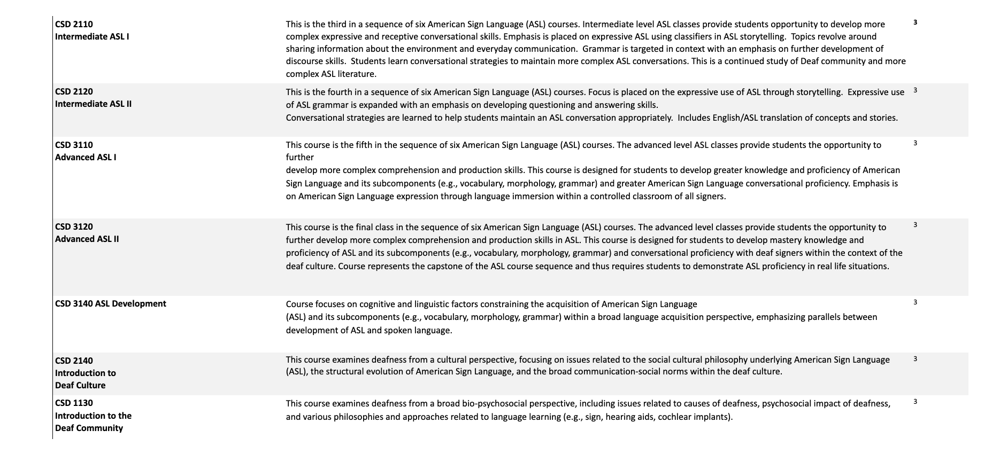 CSD 2110
Intermediate ASL I
This is the third in a sequence of six American Sign Language (ASL) courses. Intermediate level ASL classes provide students opportunity to develop more
complex expressive and receptive conversational skills. Emphasis is placed on expressive ASL using classifiers in ASL storytelling.  Topics revolve around
sharing information about the environment and everyday communication.  Grammar is targeted in context with an emphasis on further development of
discourse skills.  Students learn conversational strategies to maintain more complex ASL conversations. This is a continued study of Deaf community and more
complex ASL literature.
3
CSD 2120
Intermediate ASL II
This is the fourth in a sequence of six American Sign Language (ASL) courses. Focus is placed on the expressive use of ASL through storytelling.  Expressive use
of ASL grammar is expanded with an emphasis on developing questioning and answering skills.
Conversational strategies are learned to help students maintain an ASL conversation appropriately.  Includes English/ASL translation of concepts and stories.
3
CSD 3110
Advanced ASL I
This course is the fifth in the sequence of six American Sign Language (ASL) courses. The advanced level ASL classes provide students the opportunity to
further
develop more complex comprehension and production skills. This course is designed for students to develop greater knowledge and proficiency of American
Sign Language and its subcomponents (e.g., vocabulary, morphology, grammar) and greater American Sign Language conversational proficiency. Emphasis is
on American Sign Language expression through language immersion within a controlled classroom of all signers.
3
CSD 3120
Advanced ASL II
This course is the final class in the sequence of six American Sign Language (ASL) courses. The advanced level classes provide students the opportunity to
further develop more complex comprehension and production skills in ASL. This course is designed for students to develop mastery knowledge and
proficiency of ASL and its subcomponents (e.g., vocabulary, morphology, grammar) and conversational proficiency with deaf signers within the context of the
deaf culture. Course represents the capstone of the ASL course sequence and thus requires students to demonstrate ASL proficiency in real life situations.
3
CSD 3140 ASL Development
Course focuses on cognitive and linguistic factors constraining the acquisition of American Sign Language
(ASL) and its subcomponents (e.g., vocabulary, morphology, grammar) within a broad language acquisition perspective, emphasizing parallels between
development of ASL and spoken language.
3
CSD 2140
Introduction to
Deaf Culture
This course examines deafness from a cultural perspective, focusing on issues related to the social cultural philosophy underlying American Sign Language
(ASL), the structural evolution of American Sign Language, and the broad communication-social norms within the deaf culture.
3
CSD 1130
Introduction to the
Deaf Community
This course examines deafness from a broad bio-psychosocial perspective, including issues related to causes of deafness, psychosocial impact of deafness,
and various philosophies and approaches related to language learning (e.g., sign, hearing aids, cochlear implants).
3